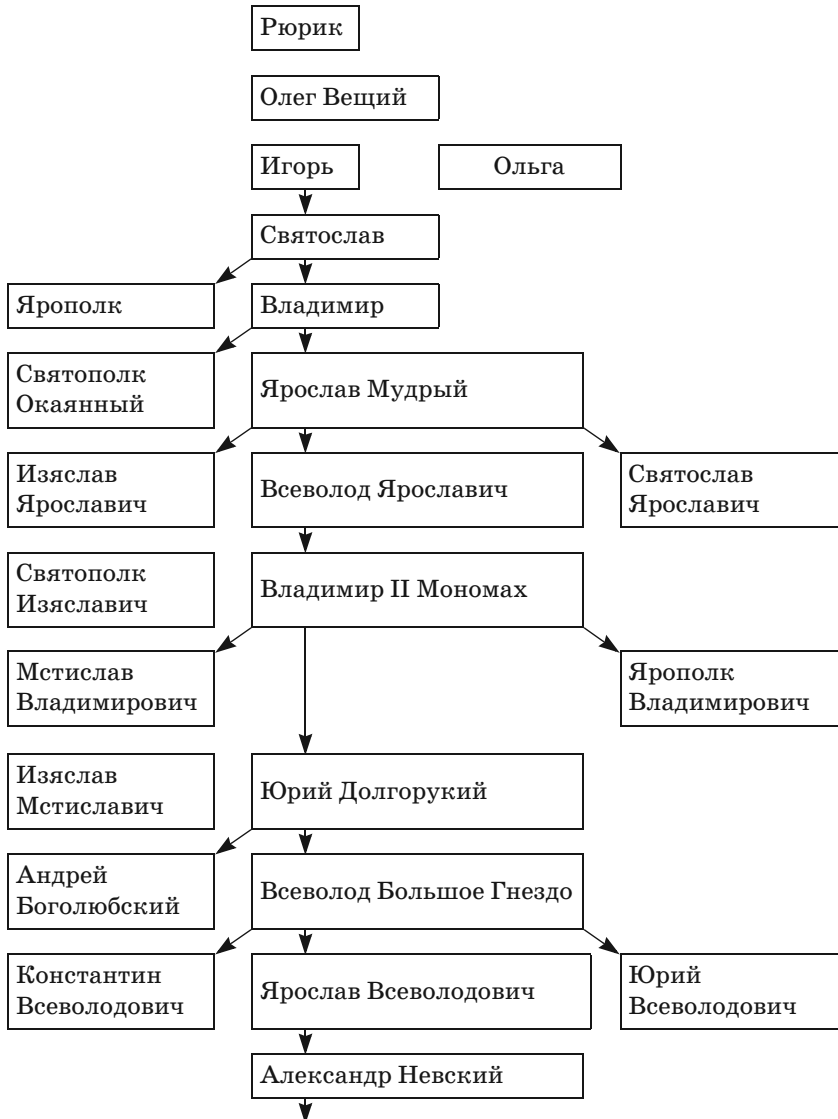 Рюрик
Олег Вещий
Игорь
Ольга
Святослав
Ярополк
Владимир
Святополк
Окаянный
Ярослав Мудрый
Изяслав
Ярославич
Всеволод Ярославич
Святослав
Ярославич
Святополк
Изяславич
Владимир II Мономах
Мстислав
Владимирович
Ярополк
Владимирович
Изяслав
Мстиславич
Юрий Долгорукий
Андрей
Боголюбский
Всеволод Большое Гнездо
Константин
Всеволодович
Ярослав Всеволодович
Юрий
Всеволодович
Александр Невский